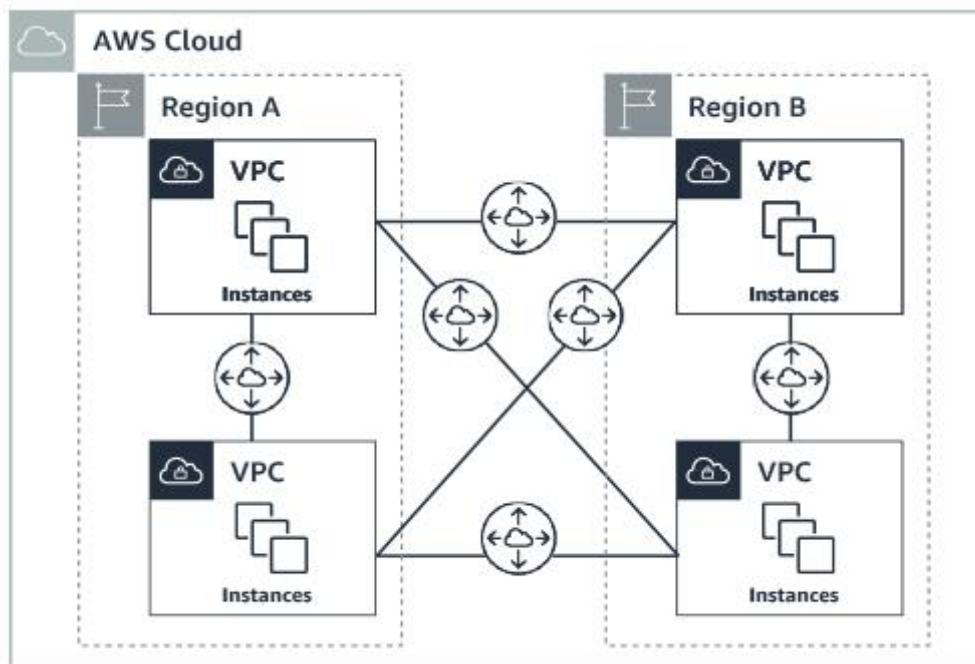 AWS Cloud
Region A
Region B
VPC
VPC
Instances
Instances
VPC
VPC
Instances
Instances